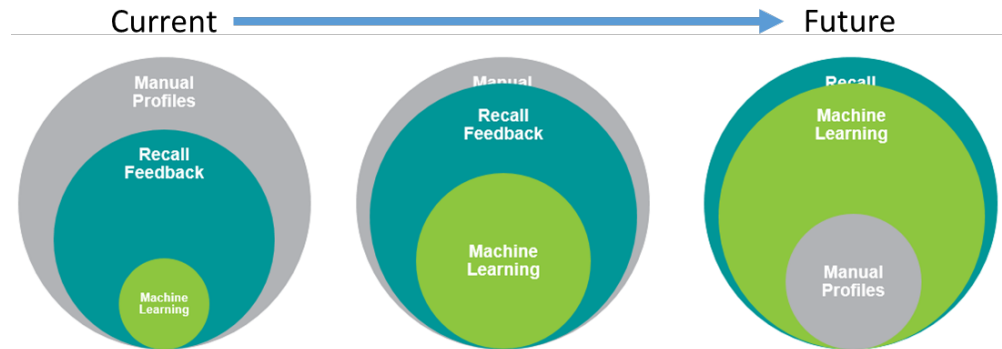 Current
Future
Manual
Profiles
Recall
Feedback
Machine
Learning
Manual
Recall
Feedback
Machine
Learning
Recall
Machine
Learning
Manual
Profiles